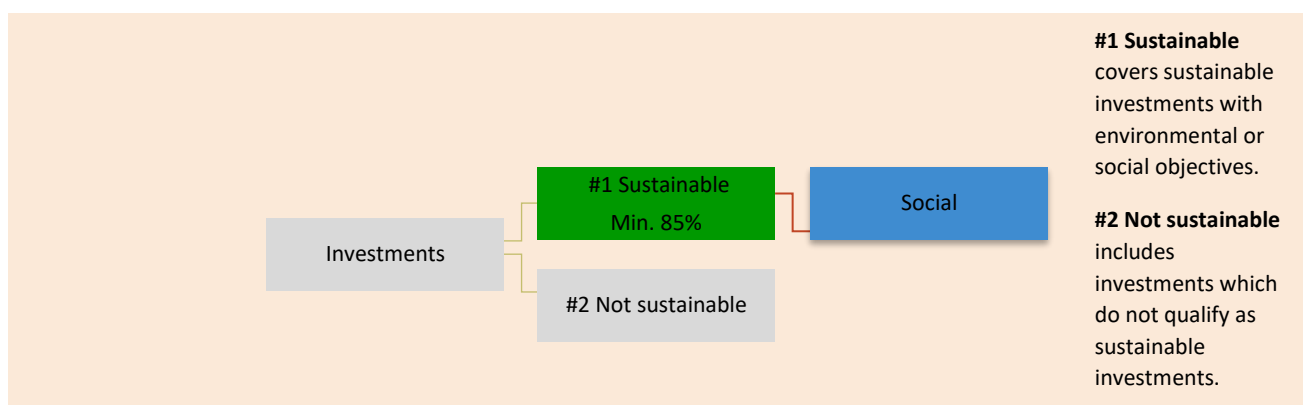 Investments
#1 Sustainable
Min. 85%
Social
#2 Not sustainable
#1 Sustainable
covers sustainable
investments with
environmental or
social objectives.
#2 Not sustainable
includes
investments which
do not qualify as
sustainable
investments.